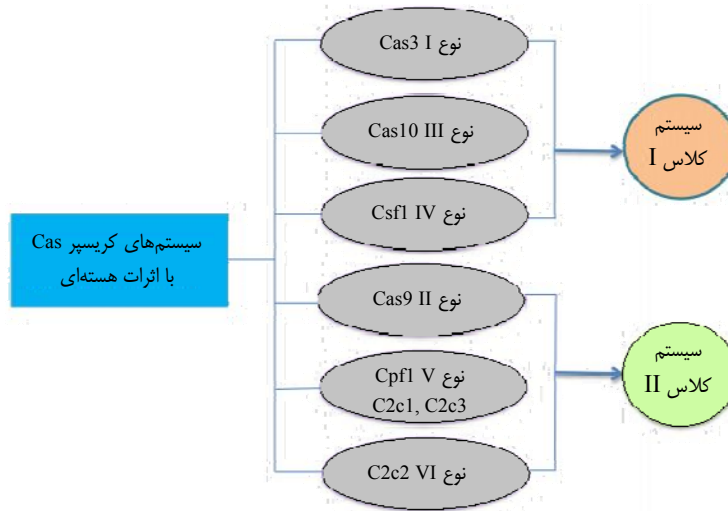 نوع Cas3 I
نوع Cas10 III
نوع Csf1 IV
سیستم
کلاس I
سیستم‌های کریسپر Cas
با اثرات هسته‌ای
نوع Cas9 II
نوع Cpf1 V
C2c1, C2c3
نوع C2c2 VI
سیستم
کلاس II